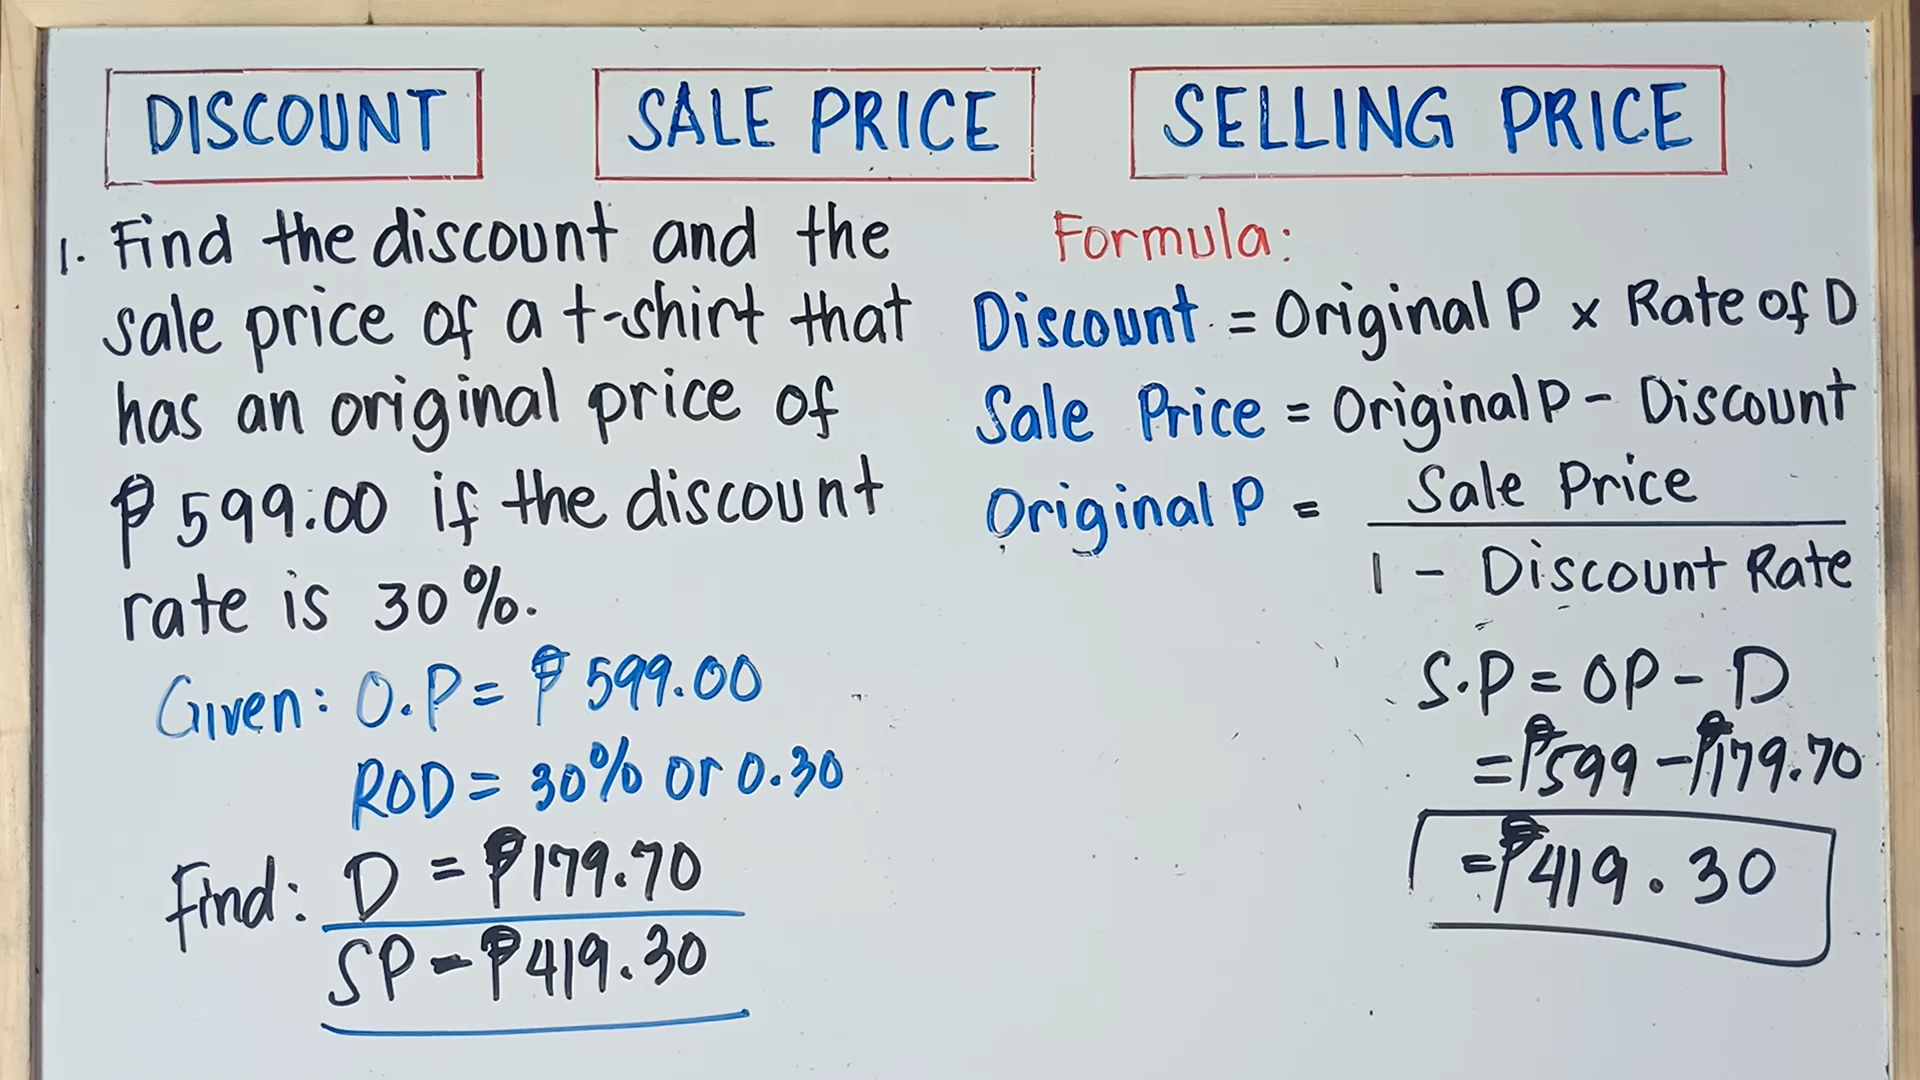 DISCOUNT
SALE PRICE
SELLING PRICE
1. Find the discount and the
sale price of a t-shirt that
has an original price of
₱ 599.00 if the discount
rate is 30%.
Given: O.P = ₱ 599.00
ROD = 30% or 0.30
Find: D = ₱179.70
SP - ₱419.30
Formula:
Discount = Original P x Rate of D
Sale Price = Original P - Discount
Original P = Sale Price
1 - Discount Rate
S.P = OP - D
= ₱599 - ₱179.70
= ₱419.30